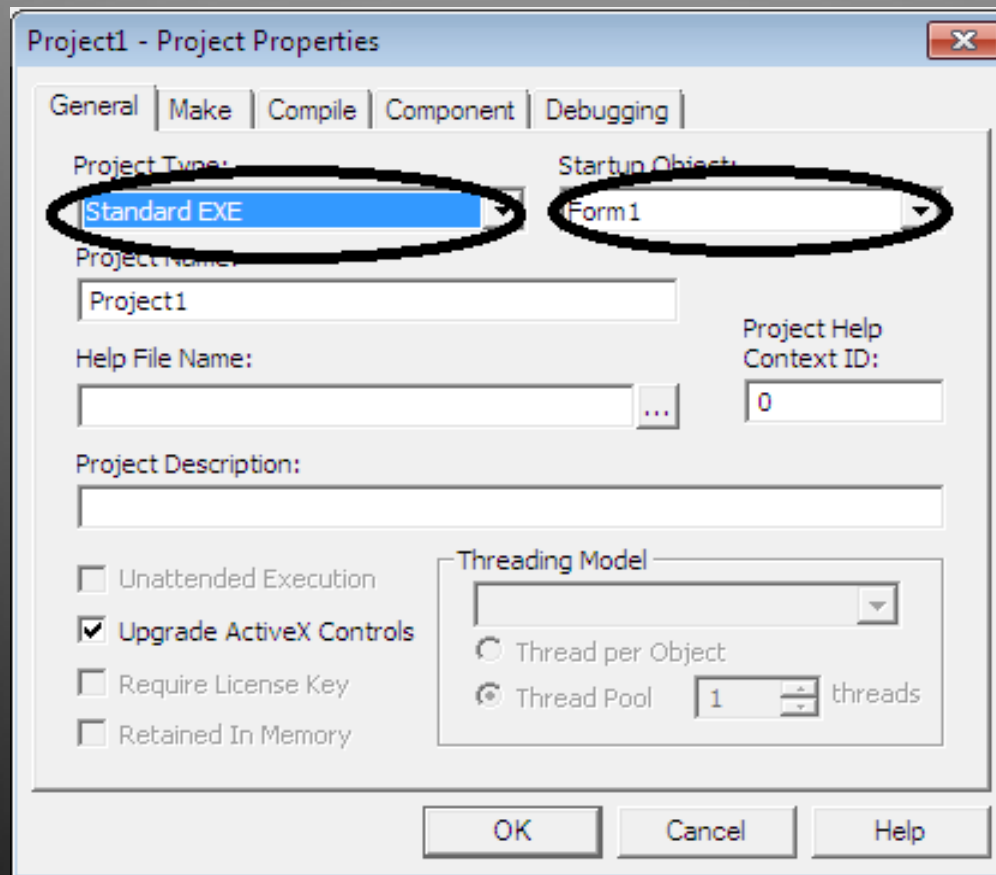 Project1 - Project Properties
General Make Compile Component Debugging
Project Type: Startup Object:
Standard EXE Form1
Project Name:
Project1
Project Help
Help File Name: Context ID:
... 0
Project Description:
Threading Model
Unattended Execution
Upgrade ActiveX Controls
Thread per Object
Require License Key
Thread Pool 1 threads
Retained In Memory
OK Cancel Help